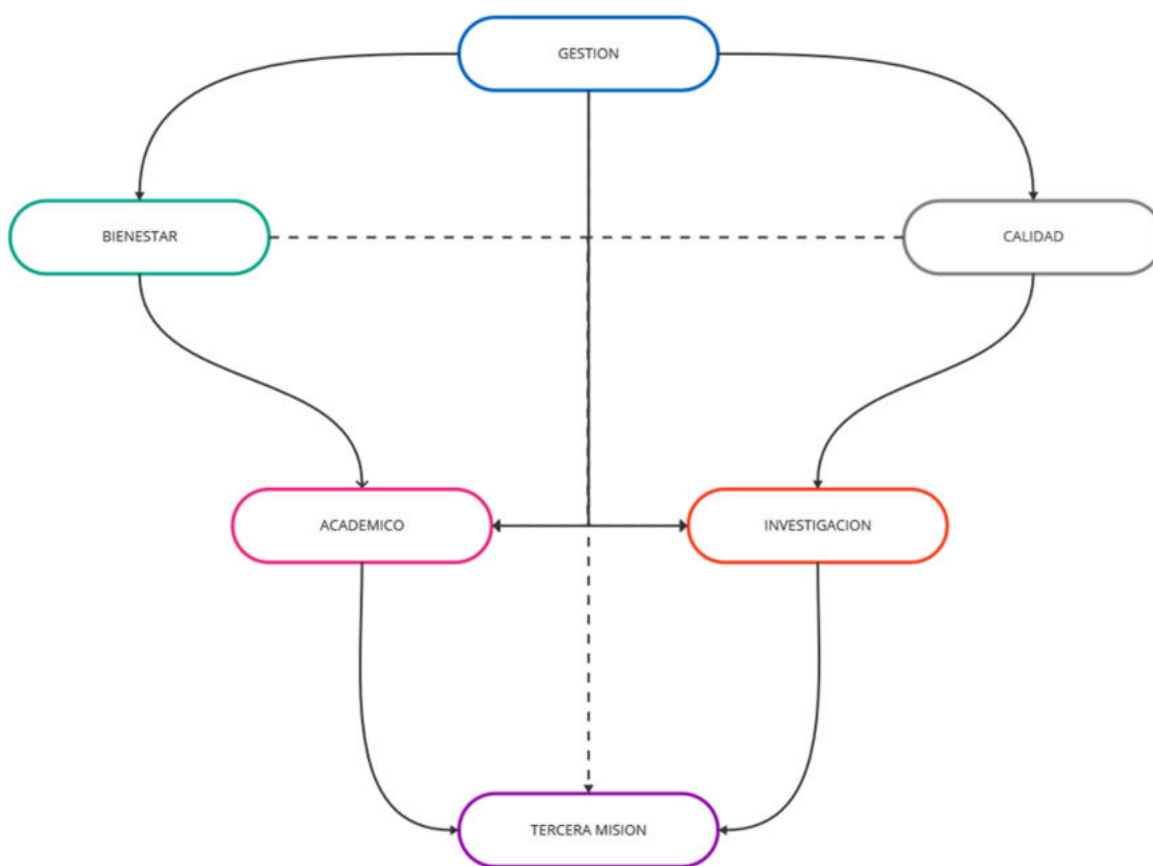 GESTION
BIENESTAR
CALIDAD
ACADEMICO
INVESTIGACION
TERCERA MISION